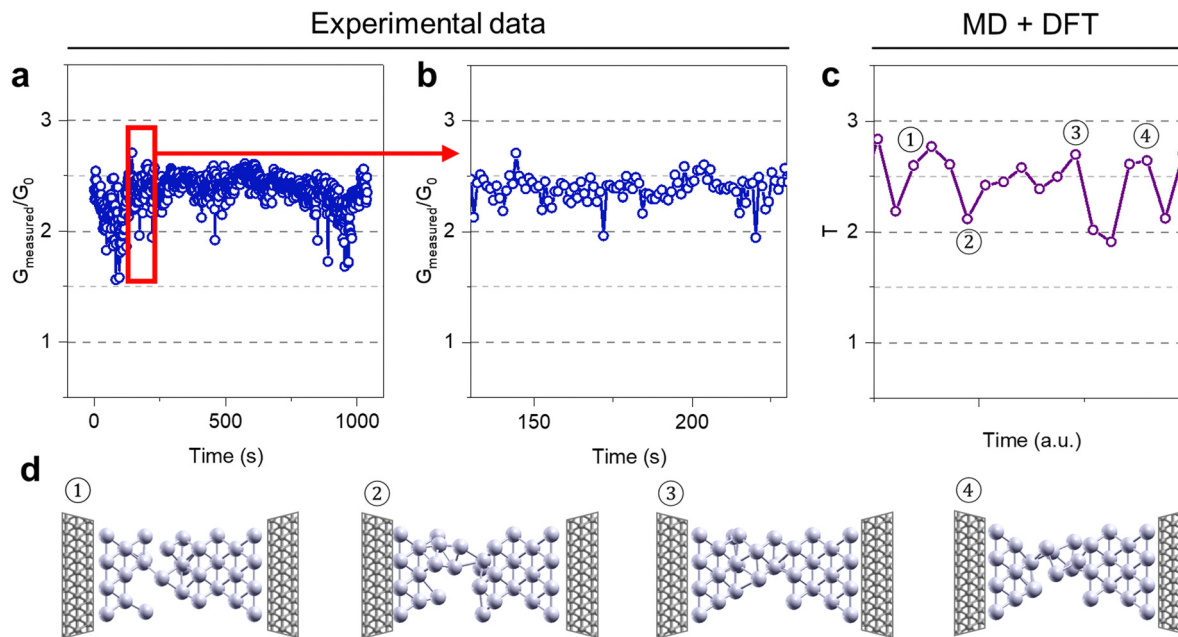 Experimental data
MD + DFT
a
b
c
3
2
1
G_measured/G_0
0
500
1000
Time (s)
3
2
1
G_measured/G_0
150
200
Time (s)
3
2
1
T
①
②
③
④
Time (a.u.)
d
①
②
③
④